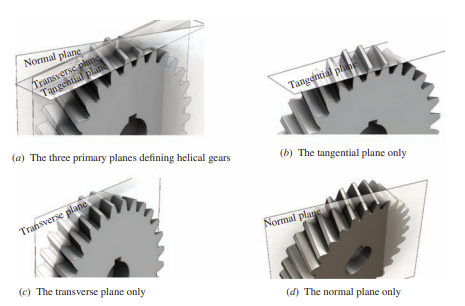 Normal plane
Transverse plane
Tangential plane
Tangential plane
(a) The three primary planes defining helical gears
(b) The tangential plane only
Transverse plane
Normal plane
(c) The transverse plane only
(d) The normal plane only